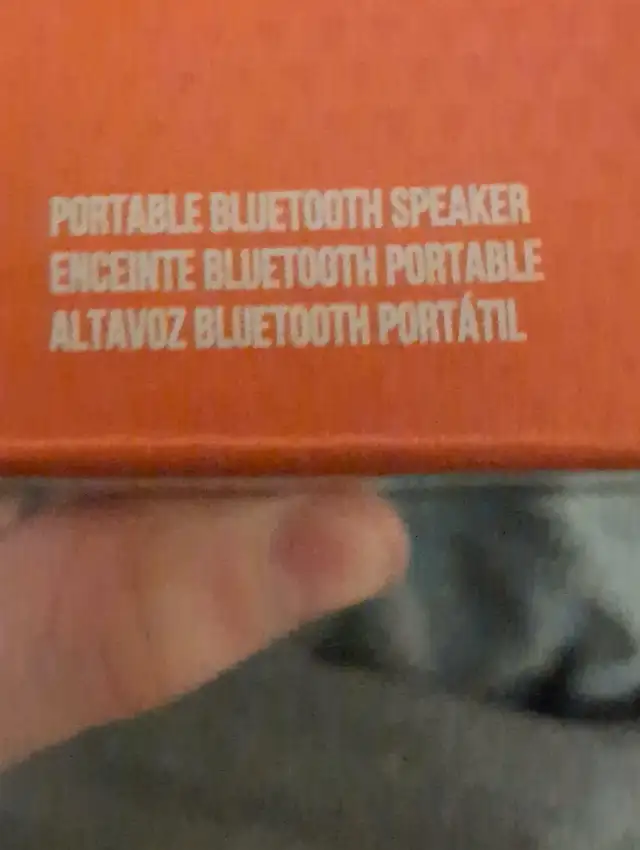 PORTABLE BLUETOOTH SPEAKER
ENCEINTE BLUETOOTH PORTABLE
ALTAVOZ BLUETOOTH PORTÁTIL